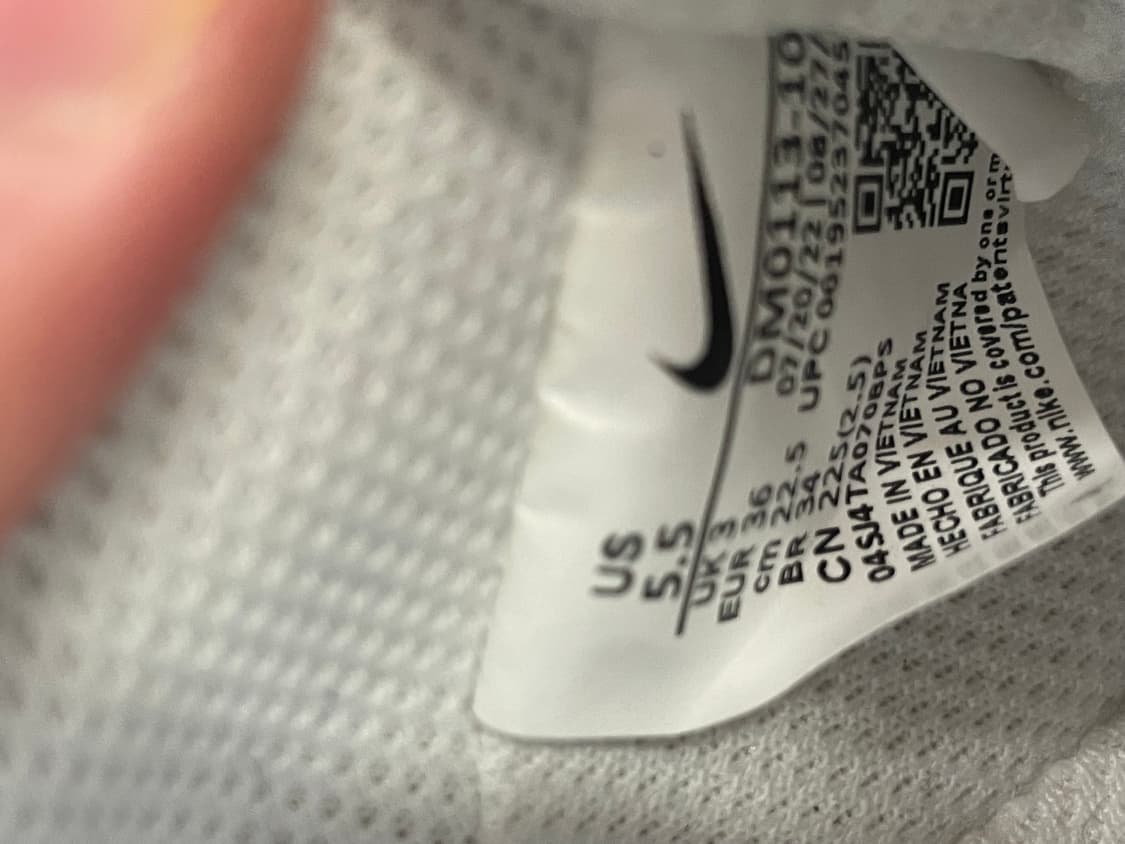 US
5.5
UK 3
EUR 36
cm 22.5
BR 34
CN 225(2.5)
DM0113-10
07/20/22 | 08/27/
UPC 00195237045
04SJ4TA070BPS
MADE IN VIETNAM
HECHO EN VIETNAM
FABRIQUE AU VIETNAM
FABRICADO NO VIETNA
This product is covered by one or m
www.nike.com/patents